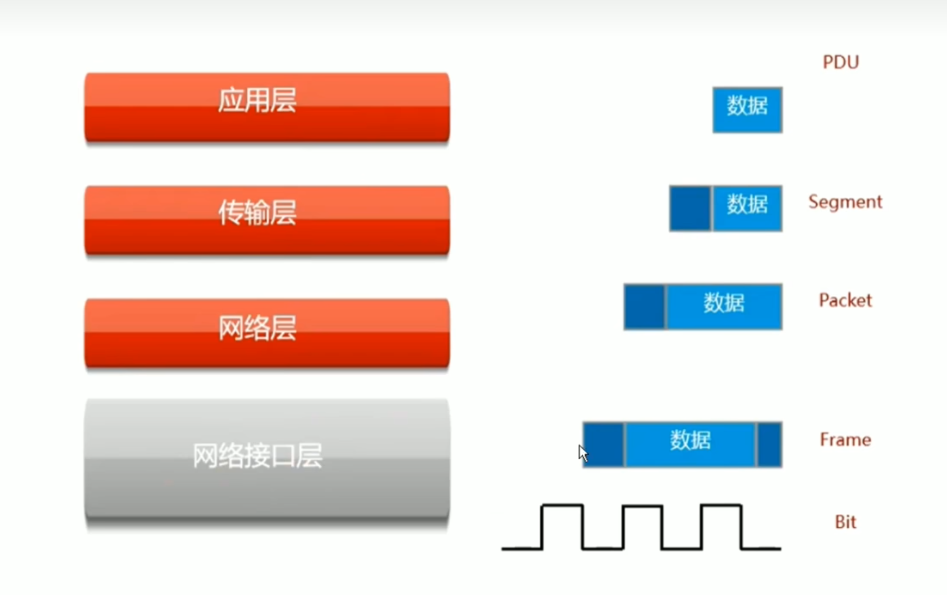 PDU
应用层
数据
传输层
数据
Segment
网络层
数据
Packet
网络接口层
数据
Frame
Bit